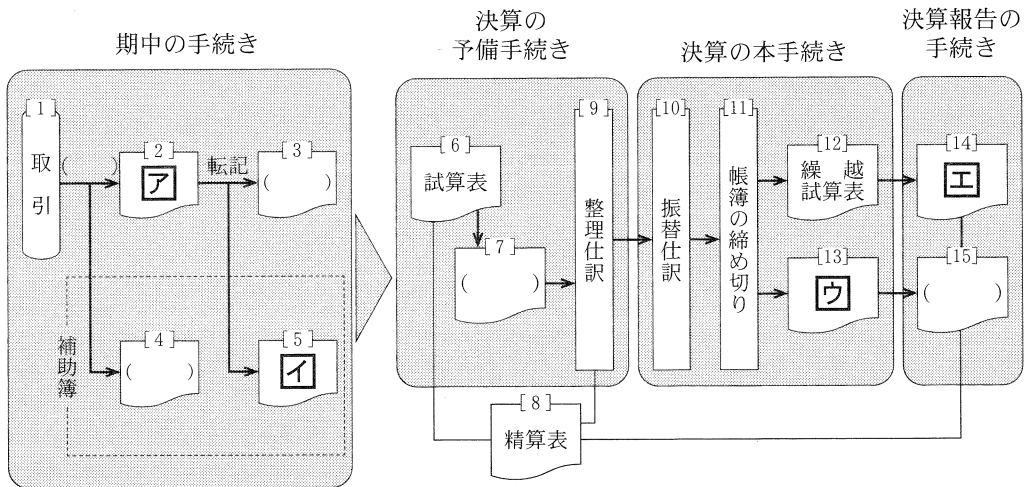 期中の手続き
決算の
予備手続き
決算の本手続き
決算報告の
手続き
[1]
取引
(　　)
[2]
ア
転記
[3]
(　　)
補助簿
[4]
(　　)
[5]
イ
[6]
試算表
[7]
(　　)
[8]
精算表
[9]
整理仕訳
[10]
振替仕訳
[11]
帳簿の締め切り
[12]
繰　越
試算表
[13]
ウ
[14]
エ
[15]
(　　)